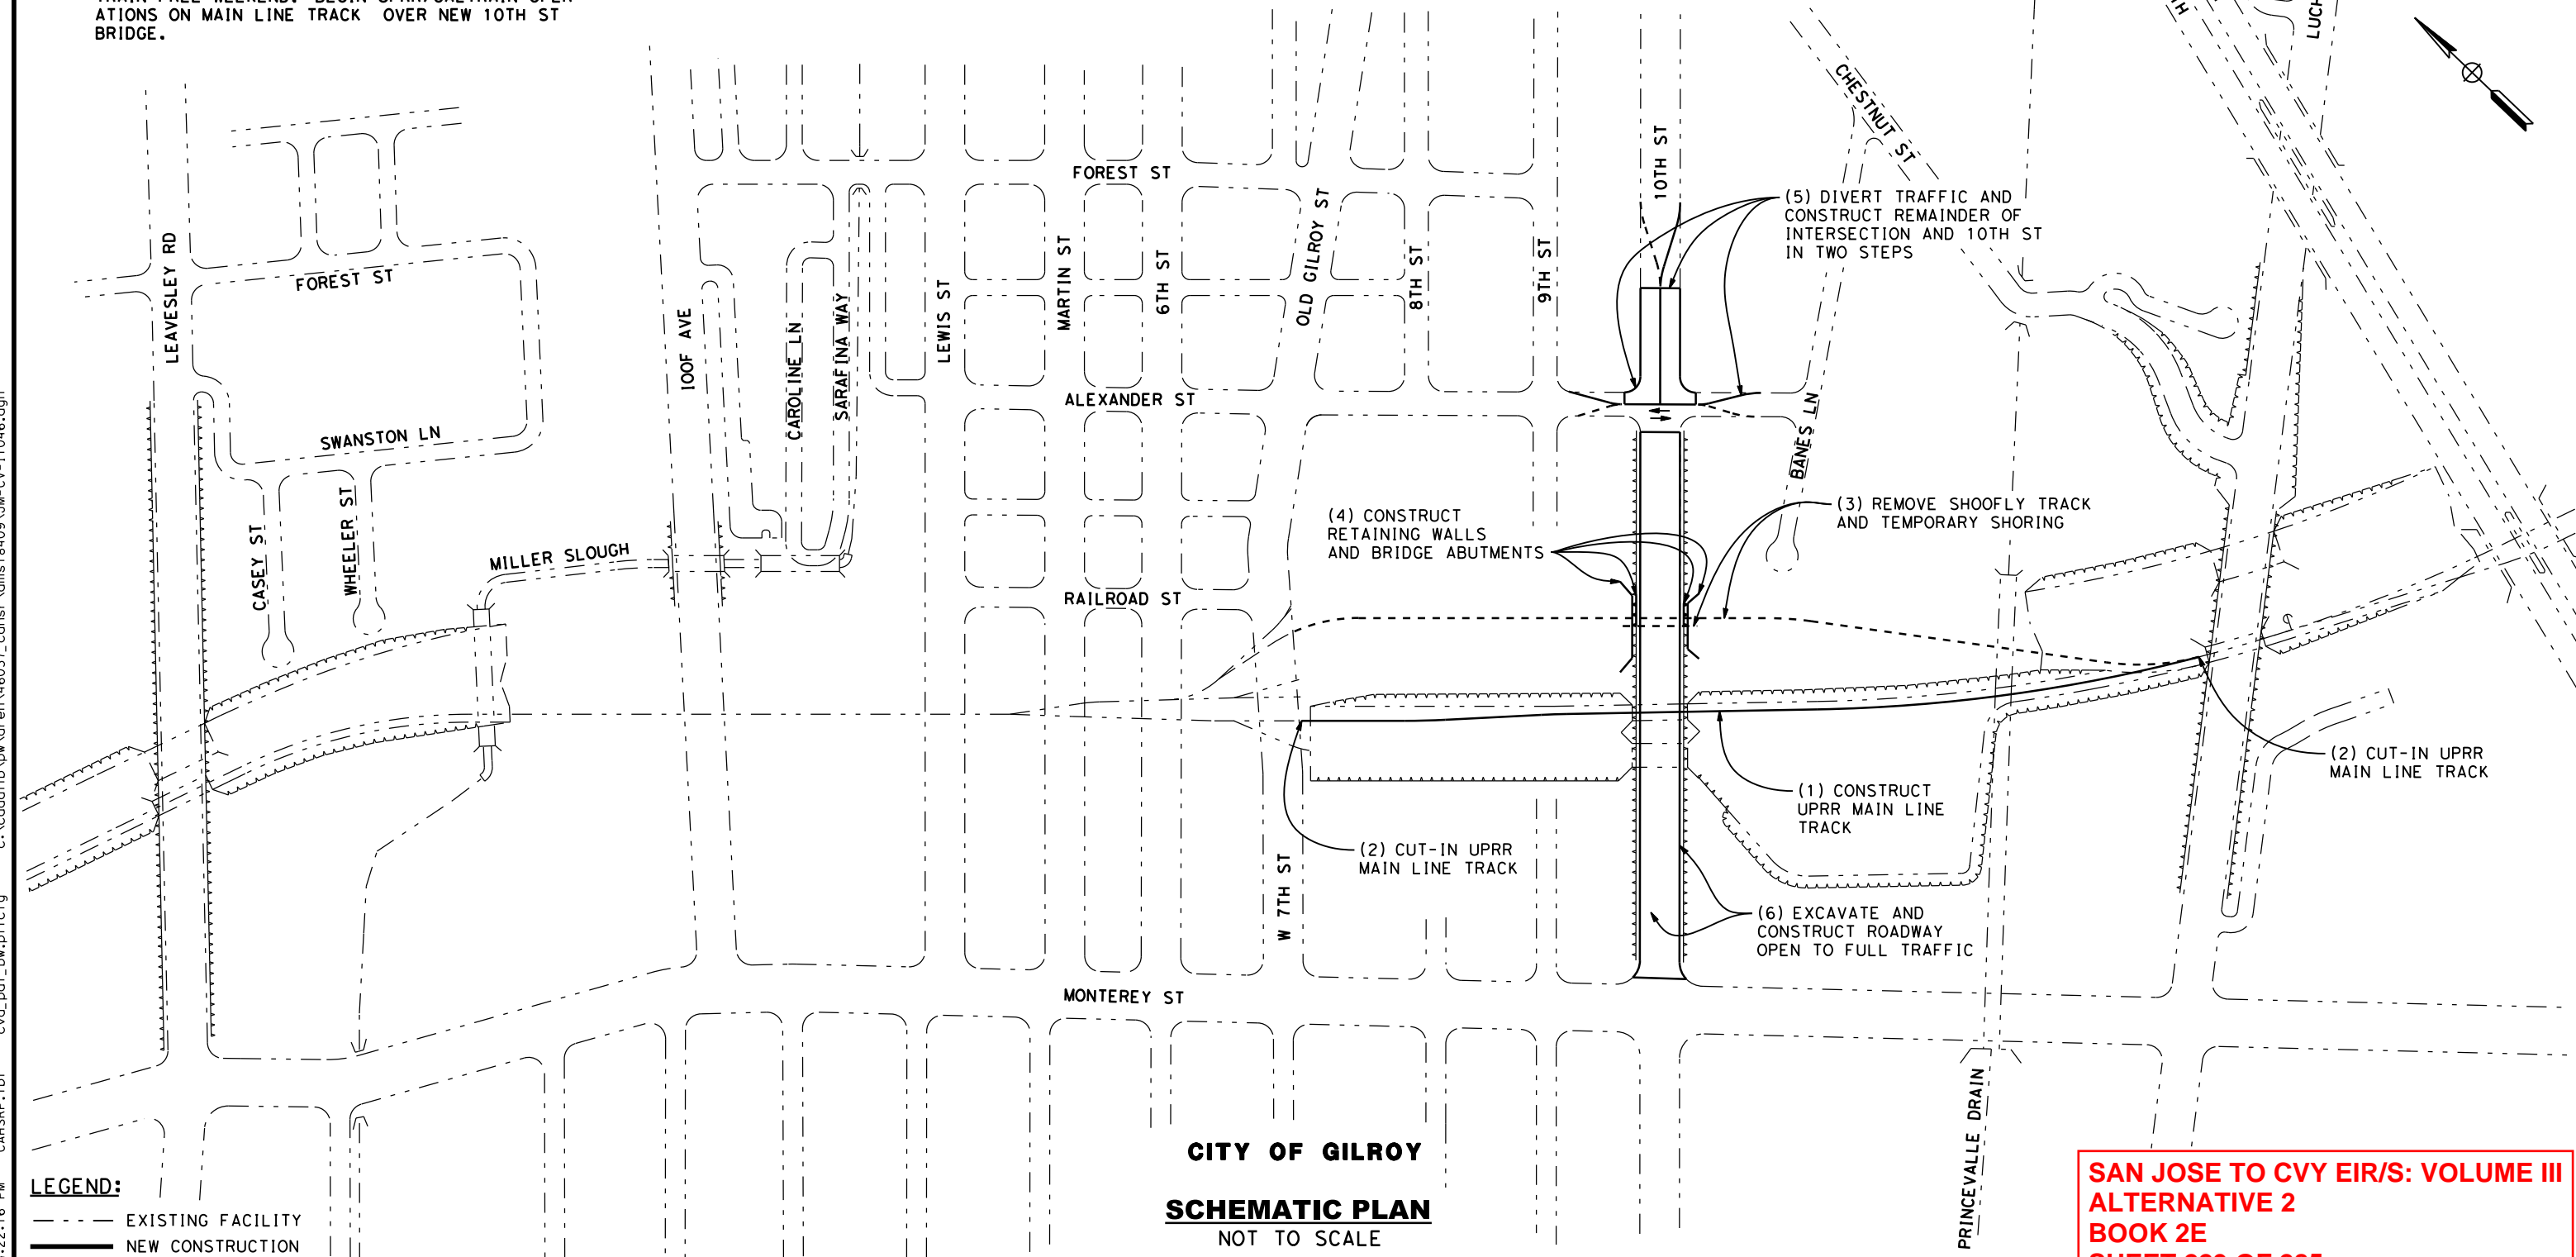 ATIONS ON MAIN LINE TRACK OVER NEW 10TH ST
BRIDGE.
CHESTNUT ST
10TH ST
FOREST ST
(5) DIVERT TRAFFIC AND
CONSTRUCT REMAINDER OF
INTERSECTION AND 10TH ST
IN TWO STEPS
LEAVESLEY RD
FOREST ST
IOOF AVE
CAROLINE LN
SARAFINA WAY
LEWIS ST
MARTIN ST
6TH ST
OLD GILROY ST
8TH ST
9TH ST
ALEXANDER ST
BANES LN
SWANSTON LN
CASEY ST
WHEELER ST
MILLER SLOUGH
(4) CONSTRUCT
RETAINING WALLS
AND BRIDGE ABUTMENTS
(3) REMOVE SHOOFLY TRACK
AND TEMPORARY SHORING
RAILROAD ST
(2) CUT-IN UPRR
MAIN LINE TRACK
(1) CONSTRUCT
UPRR MAIN LINE
TRACK
(2) CUT-IN UPRR
MAIN LINE TRACK
W 7TH ST
(6) EXCAVATE AND
CONSTRUCT ROADWAY
OPEN TO FULL TRAFFIC
MONTEREY ST
PRINCEVALLE DRAIN
CITY OF GILROY
SCHEMATIC PLAN
NOT TO SCALE
LEGEND:
EXISTING FACILITY
NEW CONSTRUCTION
SAN JOSE TO CVY EIR/S: VOLUME III
ALTERNATIVE 2
BOOK 2E